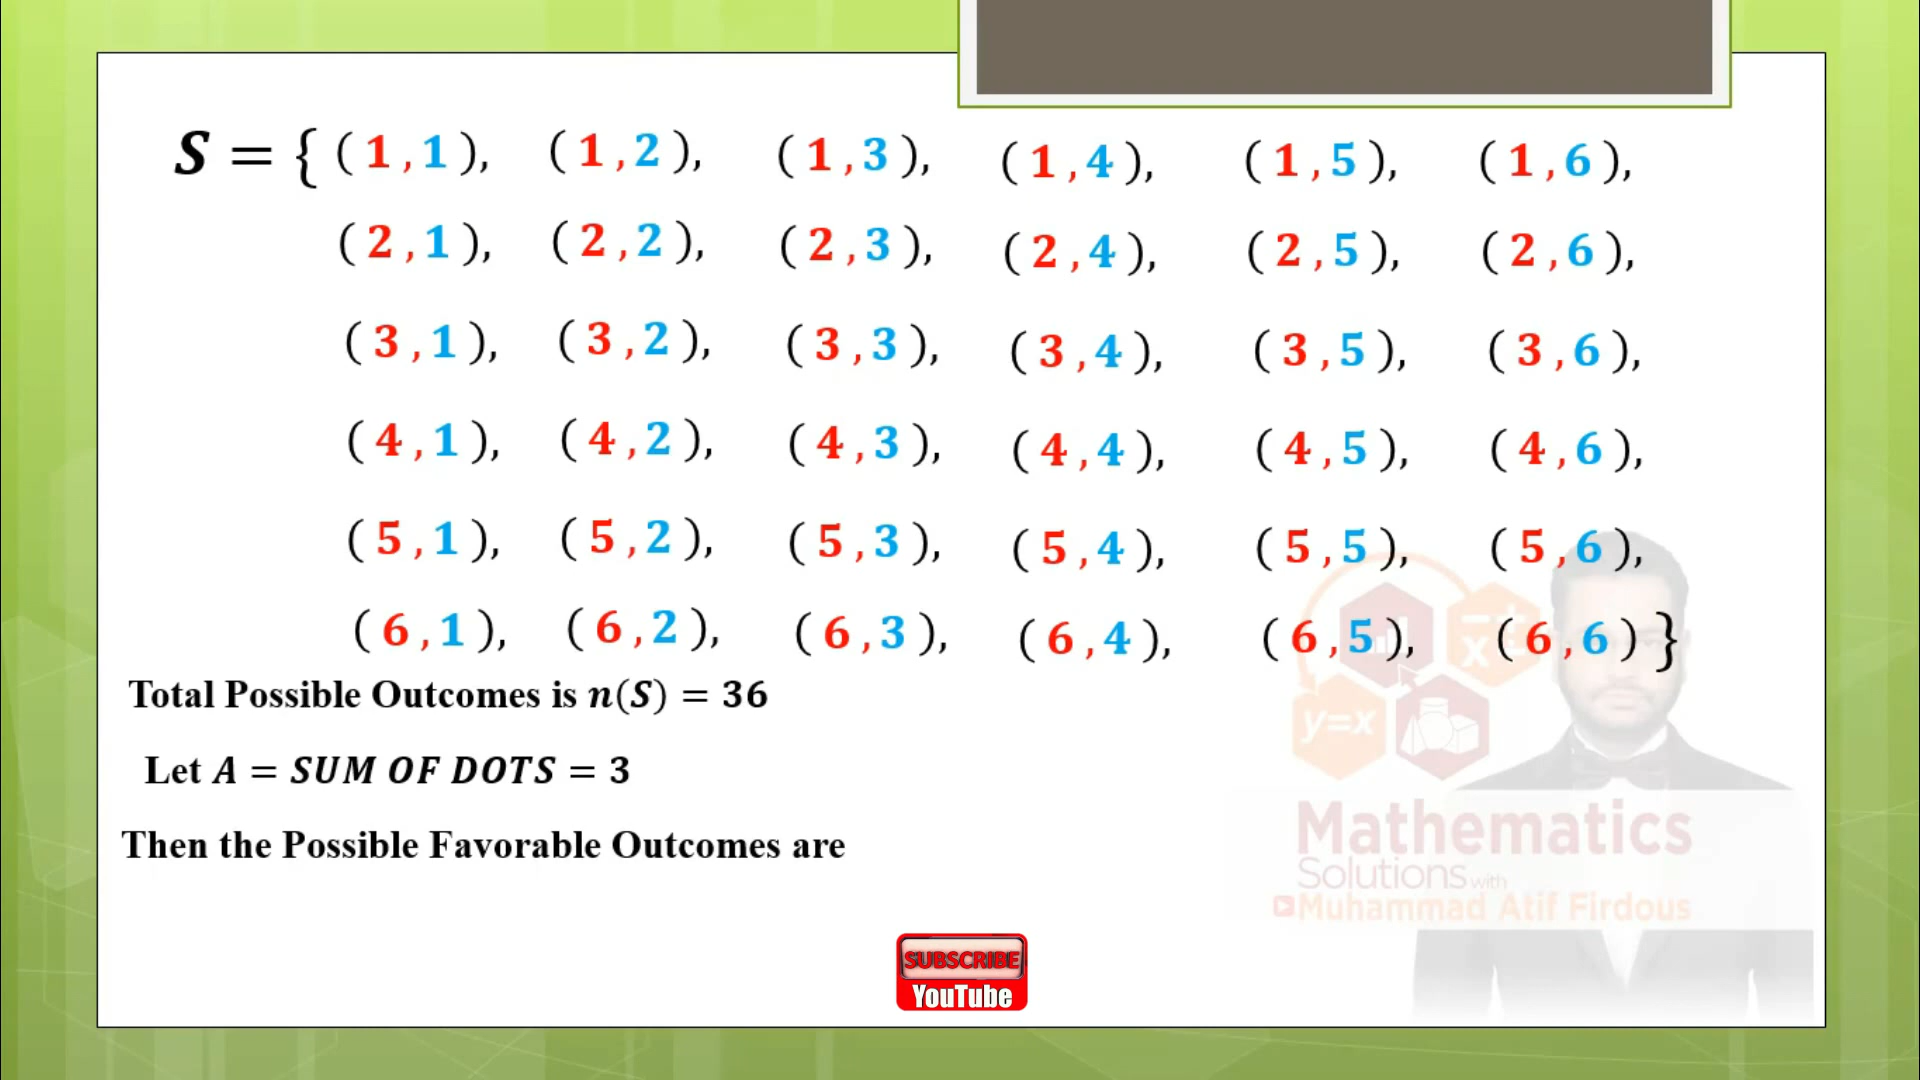 S = { ( 1 , 1 ), ( 1 , 2 ), ( 1 , 3 ), ( 1 , 4 ), ( 1 , 5 ), ( 1 , 6 ),
( 2 , 1 ), ( 2 , 2 ), ( 2 , 3 ), ( 2 , 4 ), ( 2 , 5 ), ( 2 , 6 ),
( 3 , 1 ), ( 3 , 2 ), ( 3 , 3 ), ( 3 , 4 ), ( 3 , 5 ), ( 3 , 6 ),
( 4 , 1 ), ( 4 , 2 ), ( 4 , 3 ), ( 4 , 4 ), ( 4 , 5 ), ( 4 , 6 ),
( 5 , 1 ), ( 5 , 2 ), ( 5 , 3 ), ( 5 , 4 ), ( 5 , 5 ), ( 5 , 6 ),
( 6 , 1 ), ( 6 , 2 ), ( 6 , 3 ), ( 6 , 4 ), ( 6 , 5 ), ( 6 , 6 ) }
Total Possible Outcomes is n(S) = 36
Let A = SUM OF DOTS = 3
Then the Possible Favorable Outcomes are
y=x
Mathematics
Solutions with
Muhammad Atif Firdous
SUBSCRIBE
YouTube